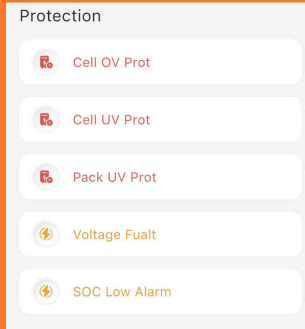 Protection
Cell OV Prot
Cell UV Prot
Pack UV Prot
Voltage Fualt
SOC Low Alarm